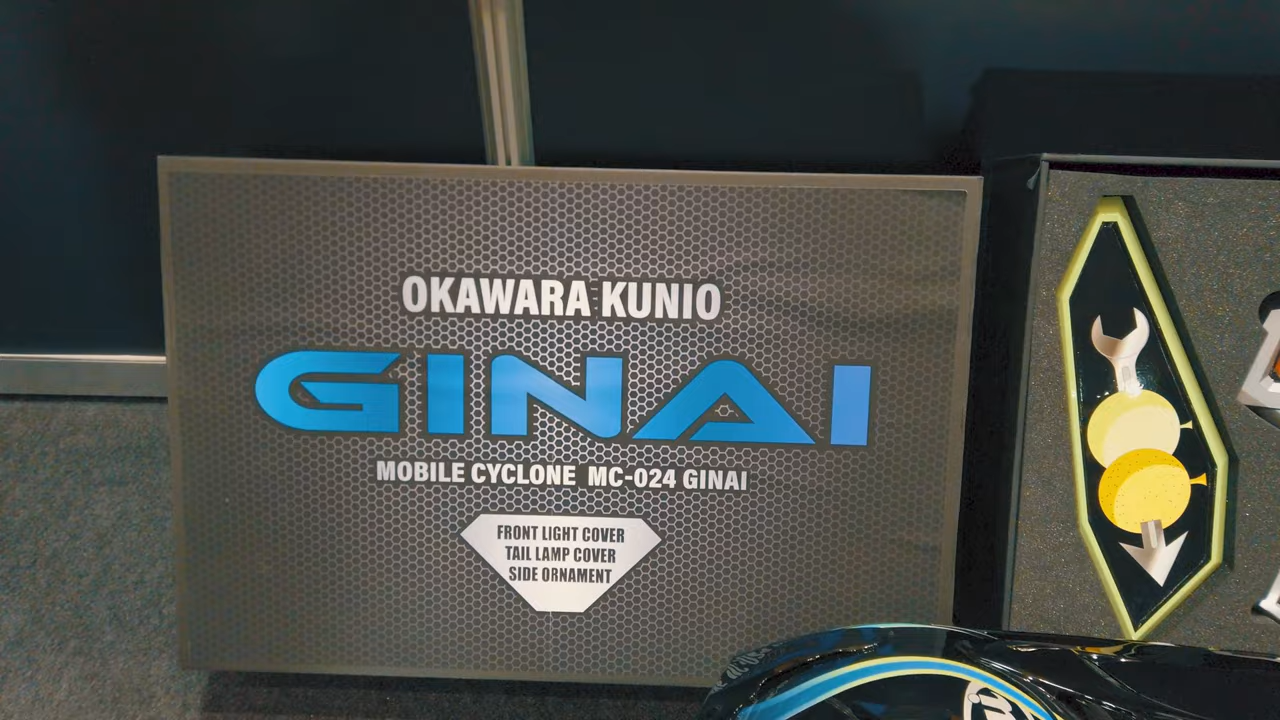 OKAWARA KUNIO
GINAI
MOBILE CYCLONE MC-024 GINAI
FRONT LIGHT COVER
TAIL LAMP COVER
SIDE ORNAMENT